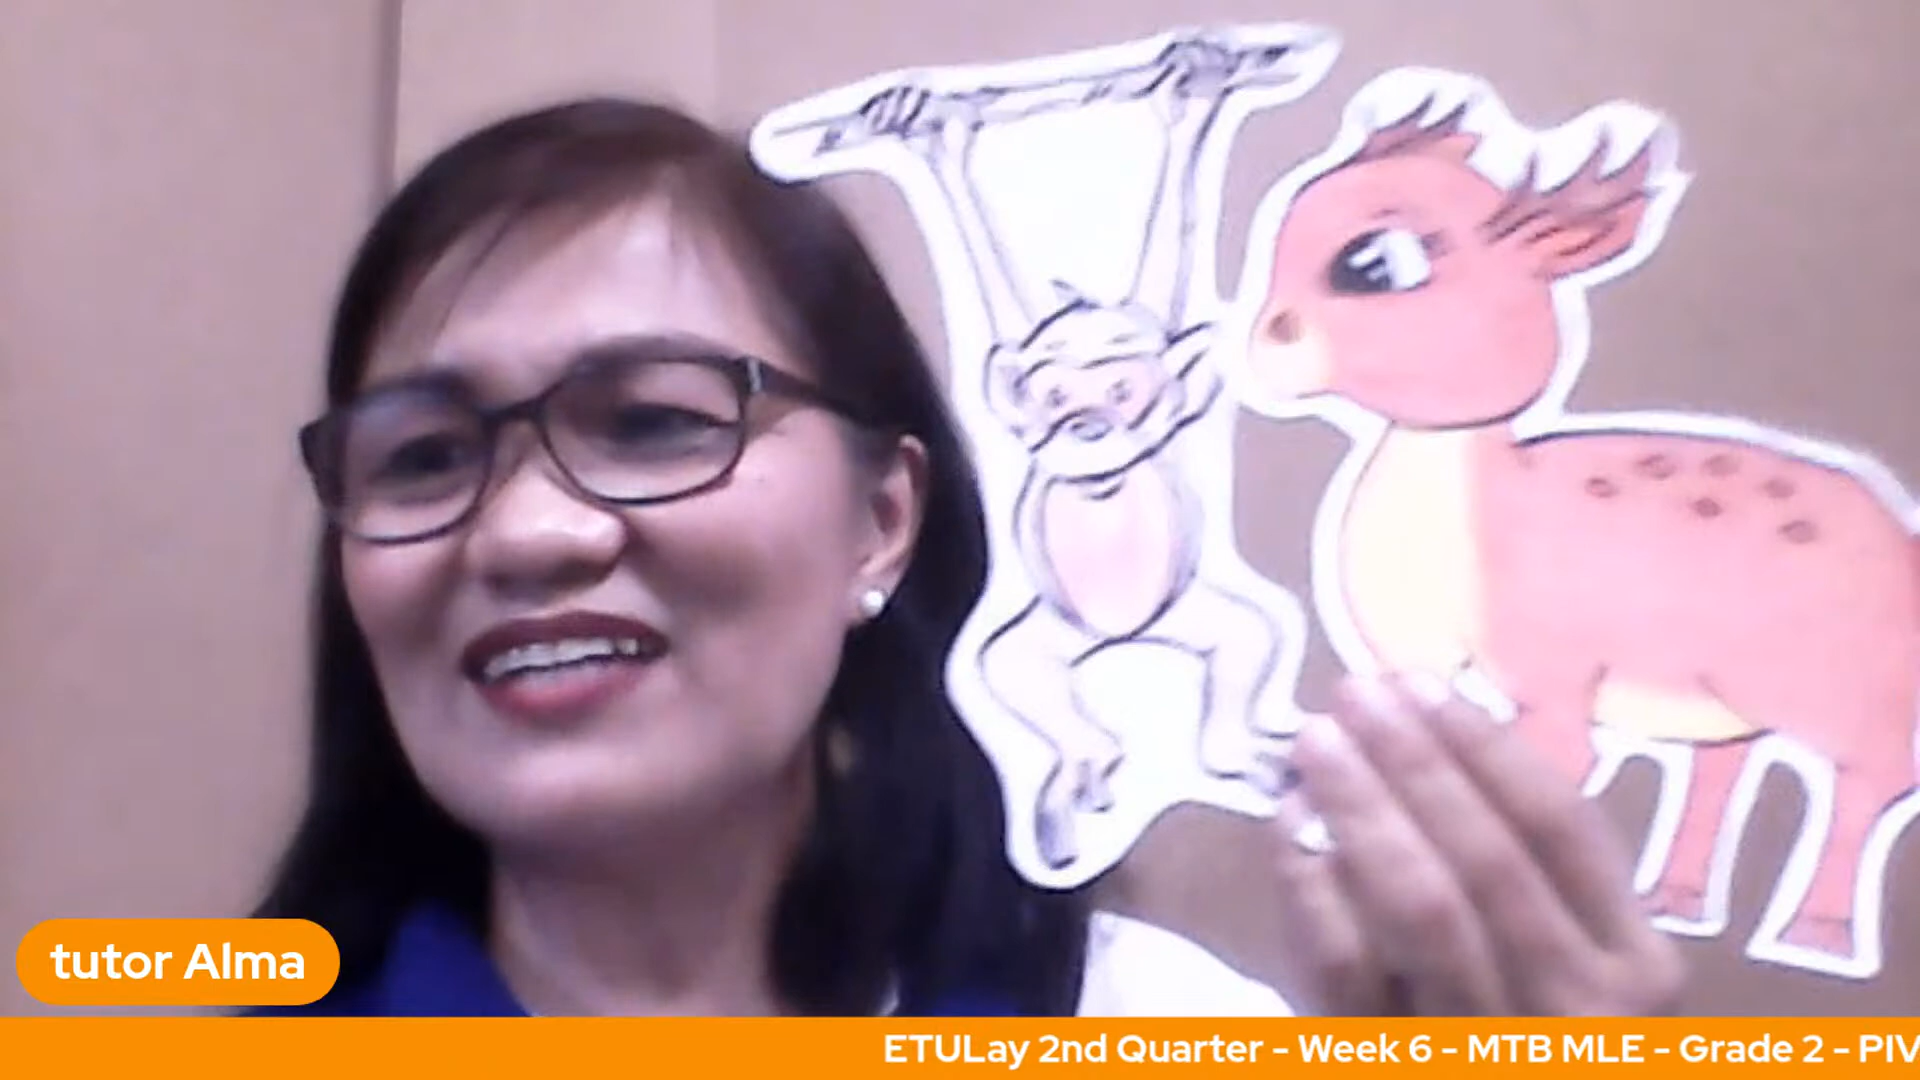 tutor Alma
ETULay 2nd Quarter - Week 6 - MTB MLE - Grade 2 - PIV